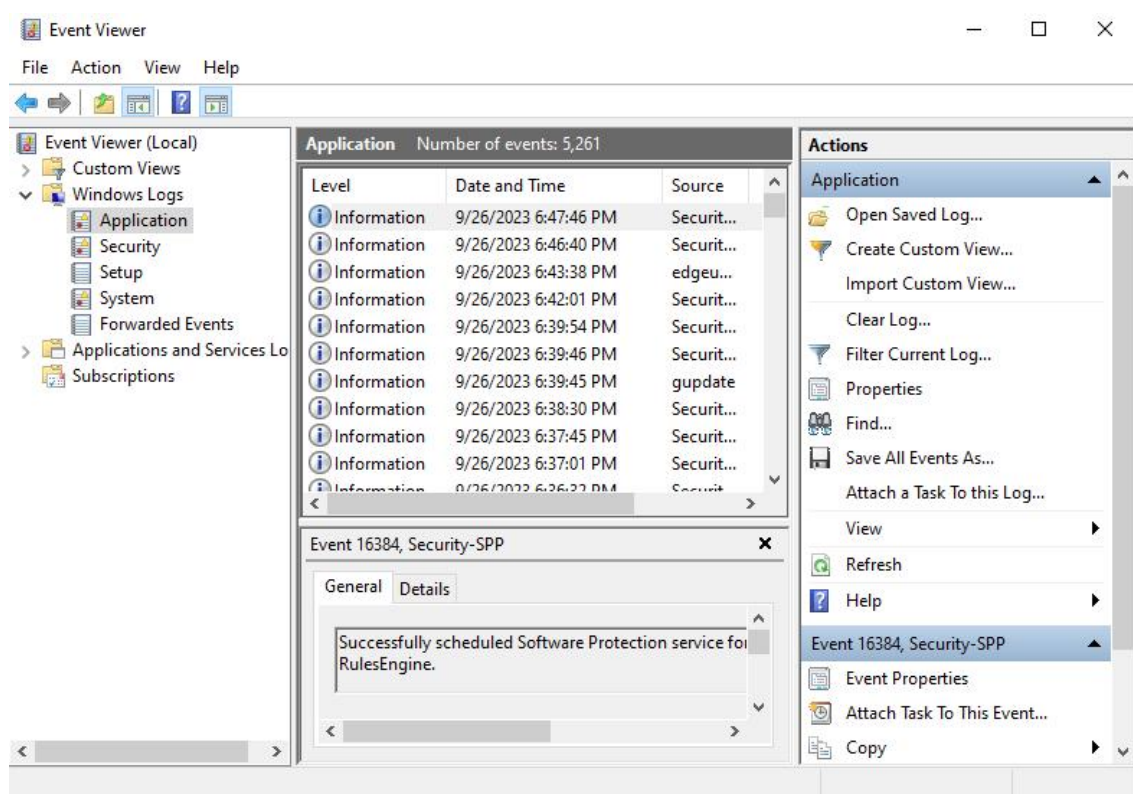 Event Viewer
File Action View Help
Event Viewer (Local)
Custom Views
Windows Logs
Application
Security
Setup
System
Forwarded Events
Applications and Services Lo
Subscriptions
Application Number of events: 5,261
Level Date and Time Source
Information 9/26/2023 6:47:46 PM Securit...
Information 9/26/2023 6:46:40 PM Securit...
Information 9/26/2023 6:43:38 PM edgeu...
Information 9/26/2023 6:42:01 PM Securit...
Information 9/26/2023 6:39:54 PM Securit...
Information 9/26/2023 6:39:46 PM Securit...
Information 9/26/2023 6:39:45 PM gupdate
Information 9/26/2023 6:38:30 PM Securit...
Information 9/26/2023 6:37:45 PM Securit...
Information 9/26/2023 6:37:01 PM Securit...
Information 9/26/2023 6:36:32 PM Securit
Event 16384, Security-SPP
General Details
Successfully scheduled Software Protection service for
RulesEngine.
Actions
Application
Open Saved Log...
Create Custom View...
Import Custom View...
Clear Log...
Filter Current Log...
Properties
Find...
Save All Events As...
Attach a Task To this Log...
View
Refresh
Help
Event 16384, Security-SPP
Event Properties
Attach Task To This Event...
Copy